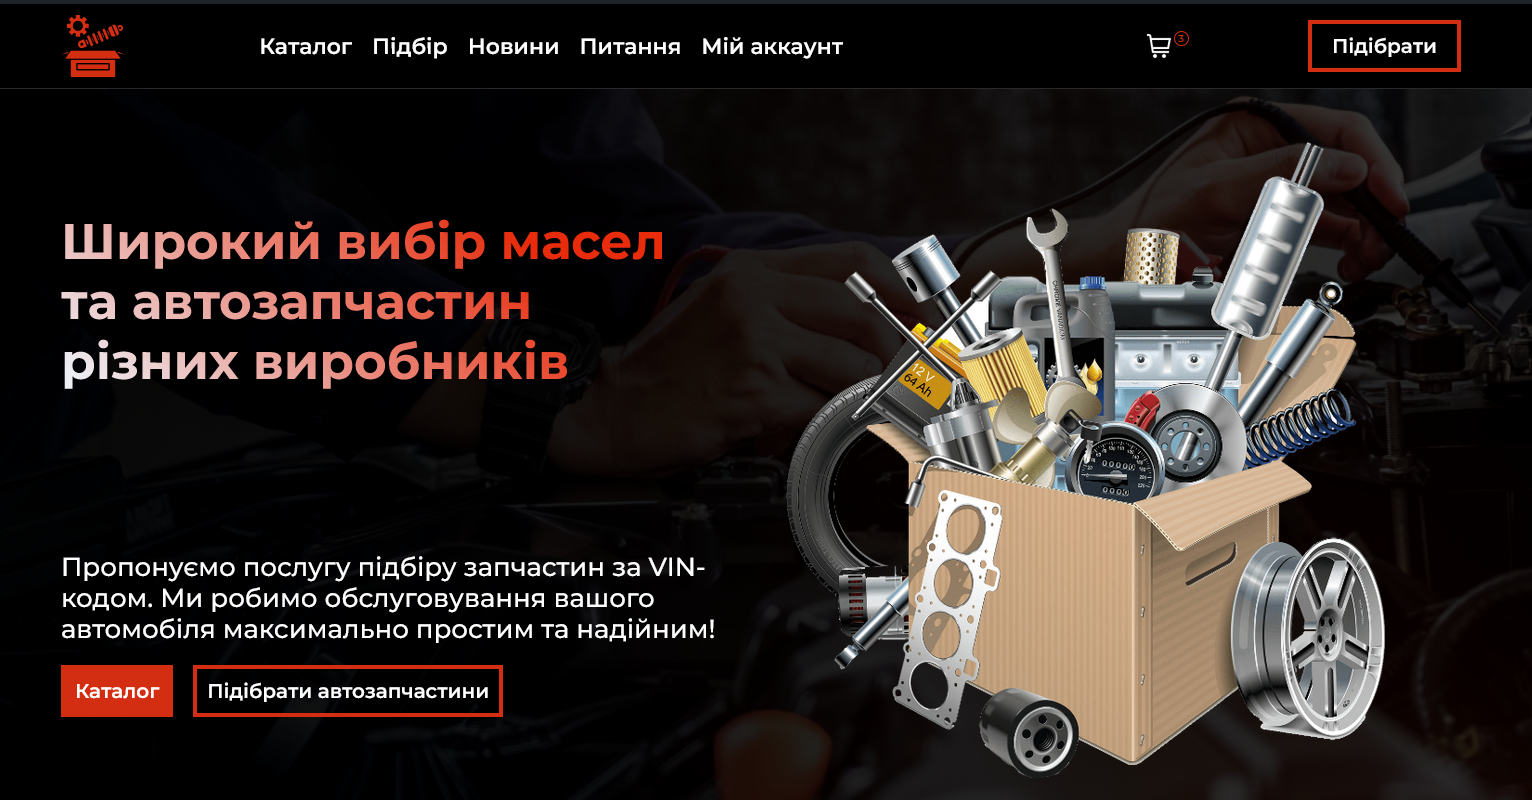 Каталог Підбір Новини Питання Мій аккаунт 3 Підібрати
Широкий вибір масел
та автозапчастин
різних виробників
12 V
64 Ah
Пропонуємо послугу підбіру запчастин за VIN-
кодом. Ми робимо обслуговування вашого
автомобіля максимально простим та надійним!
Каталог Підібрати автозапчастини